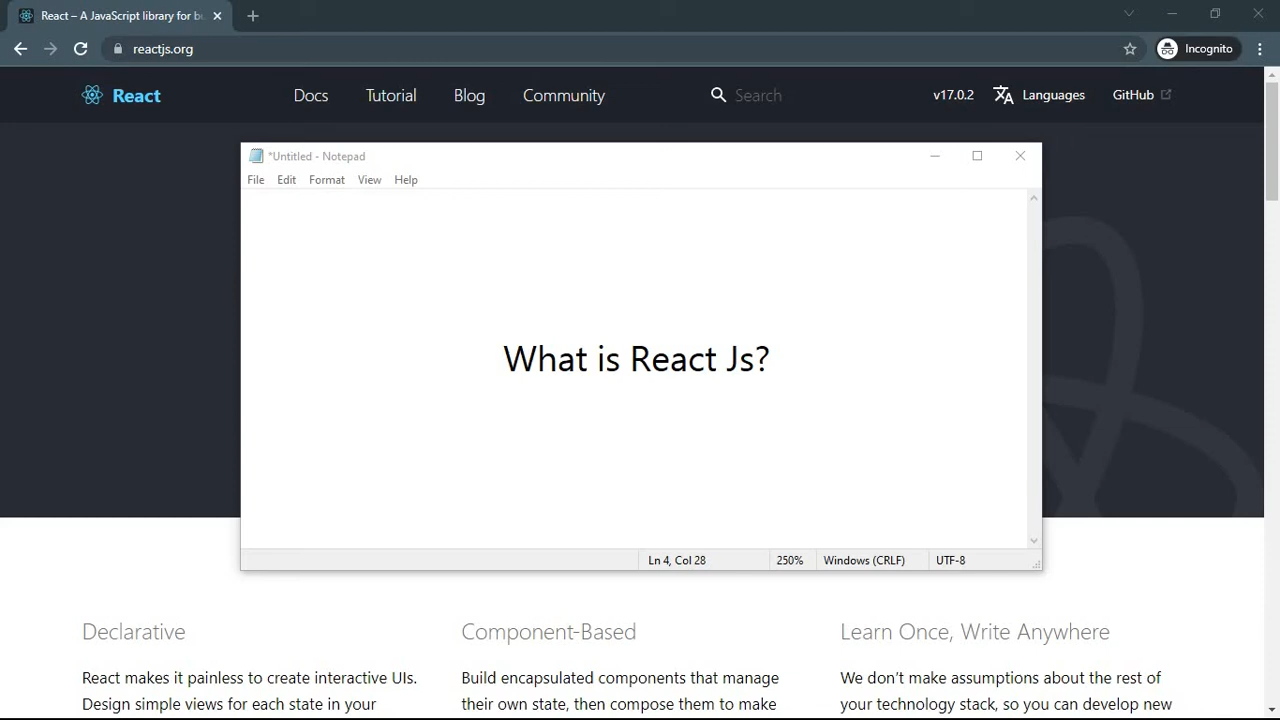 React – A JavaScript library for bu
reactjs.org
Incognito
React
Docs
Tutorial
Blog
Community
Search
v17.0.2
Languages
GitHub
*Untitled - Notepad
File
Edit
Format
View
Help
What is React Js?
Ln 4, Col 28
250%
Windows (CRLF)
UTF-8
Declarative
React makes it painless to create interactive UIs.
Design simple views for each state in your
Component-Based
Build encapsulated components that manage
their own state, then compose them to make
Learn Once, Write Anywhere
We don’t make assumptions about the rest of
your technology stack, so you can develop new